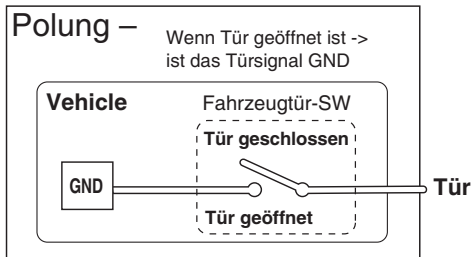 Polung –
Wenn Tür geöffnet ist ->
ist das Türsignal GND
Vehicle
Fahrzeugtür-SW
Tür geschlossen
GND
Tür
Tür geöffnet